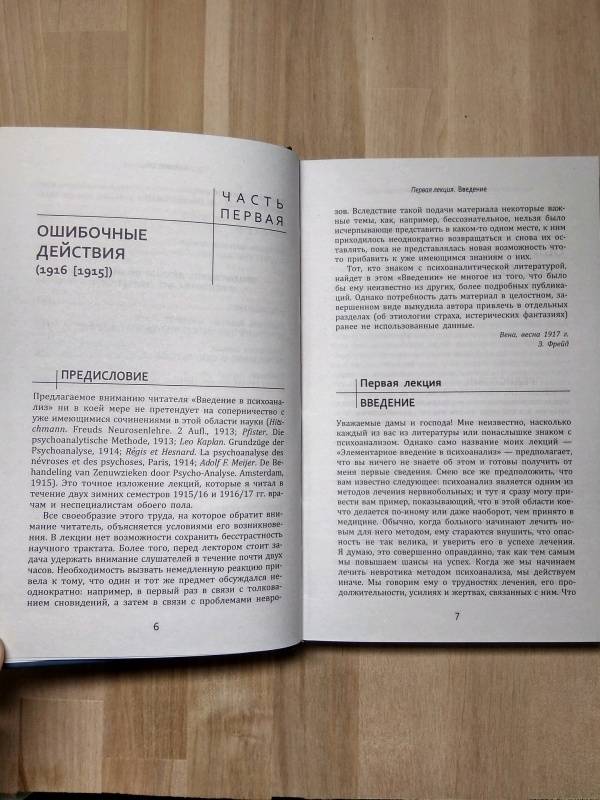 ЧАСТЬ
ПЕРВАЯ
ОШИБОЧНЫЕ
ДЕЙСТВИЯ
(1916 [1915])
ПРЕДИСЛОВИЕ
Предлагаемое вниманию читателя «Введение в психоана-
лиз» ни в коей мере не претендует на соперничество с
уже имеющимися сочинениями в этой области науки (Hits-
chmann. Freuds Neurosenlehre. 2 Aufl., 1913; Pfister. Die
psychoanalytische Methode, 1913; Leo Kaplan. Grundzüge der
Psychoanalyse, 1914; Régis et Hesnard. La psychoanalyse des
névroses et des psychoses, Paris, 1914; Adolf F. Meijer. De Be-
handeling van Zenuwzieken door Psycho-Analyse. Amsterdam,
1915). Это точное изложение лекций, которые я читал в
течение двух зимних семестров 1915/16 и 1916/17 гг. вра-
чам и неспециалистам обоего пола.
Все своеобразие этого труда, на которое обратит вни-
мание читатель, объясняется условиями его возникнове-
ния. В лекции нет возможности сохранить бесстрастность
научного трактата. Более того, перед лектором стоит за-
дача удержать внимание слушателей в течение почти двух
часов. Необходимость вызвать немедленную реакцию при-
вела к тому, что один и тот же предмет обсуждался не-
однократно: например, в первый раз в связи с толкова-
нием сновидений, а затем в связи с проблемами невро-
6
Первая лекция. Введение
зов. Вследствие такой подачи материала некоторые важ-
ные темы, как, например, бессознательное, нельзя было
исчерпывающе представить в каком-то одном месте, к ним
приходилось неоднократно возвращаться и снова их ос-
тавлять, пока не представлялась новая возможность что-
то прибавить к уже имеющимся знаниям о них.
Тот, кто знаком с психоаналитической литературой,
найдет в этом «Введении» не многое из того, что было
бы ему неизвестно из других, более подробных публика-
ций. Однако потребность дать материал в целостном, за-
вершенном виде вынудила автора привлечь в отдельных
разделах (об этиологии страха, истерических фантазиях)
ранее не использованные данные.
Вена, весна 1917 г.
З. Фрейд
Первая лекция
ВВЕДЕНИЕ
Уважаемые дамы и господа! Мне неизвестно, насколько
каждый из вас из литературы или понаслышке знаком с
психоанализом. Однако само название моих лекций —
«Элементарное введение в психоанализ» — предполагает,
что вы ничего не знаете об этом и готовы получить от
меня первые сведения. Смею все же предположить, что
вам известно следующее: психоанализ является одним из
методов лечения нервнобольных; и тут я сразу могу при-
вести вам пример, показывающий, что в этой области кое-
что делается по-иному или даже наоборот, чем принято в
медицине. Обычно, когда больного начинают лечить но-
вым для него методом, ему стараются внушить, что опас-
ность не так велика, и уверить его в успехе лечения.
Я думаю, это совершенно оправданно, так как тем самым
мы повышаем шансы на успех. Когда же мы начинаем
лечить невротика методом психоанализа, мы действуем
иначе. Мы говорим ему о трудностях лечения, его про-
должительности, усилиях и жертвах, связанных с ним. Что
7